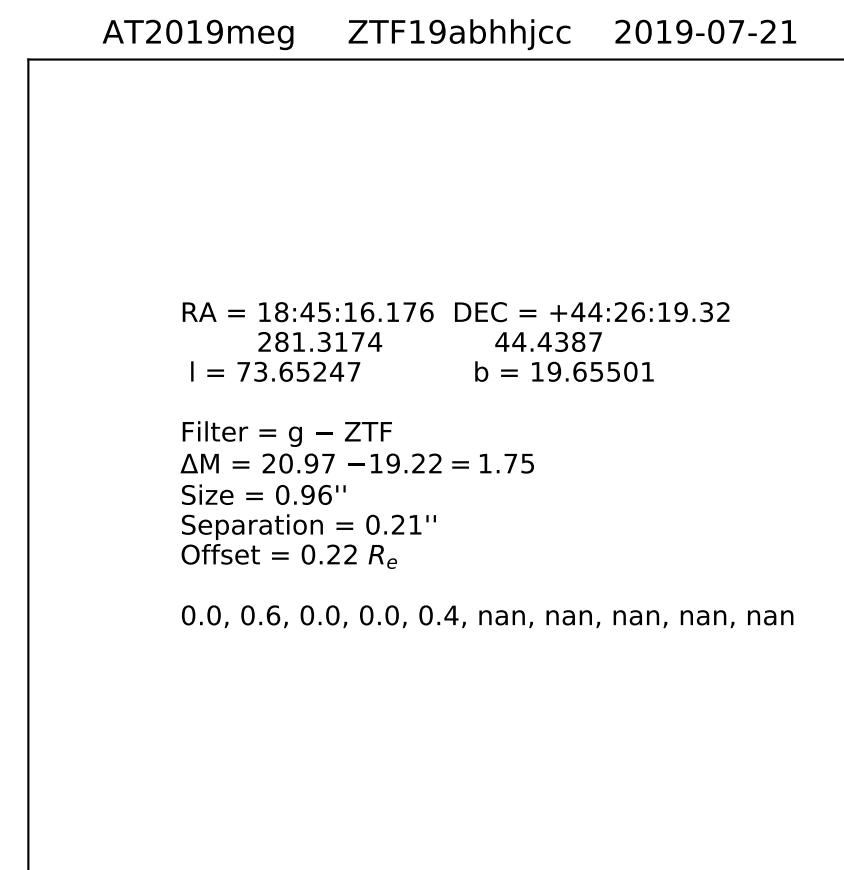 AT2019meg ZTF19abhhjcc 2019-07-21
RA = 18:45:16.176 DEC = +44:26:19.32
281.3174 44.4387
l = 73.65247 b = 19.65501
Filter = g − ZTF
ΔM = 20.97 −19.22 = 1.75
Size = 0.96''
Separation = 0.21''
Offset = 0.22 Re
0.0, 0.6, 0.0, 0.0, 0.4, nan, nan, nan, nan, nan